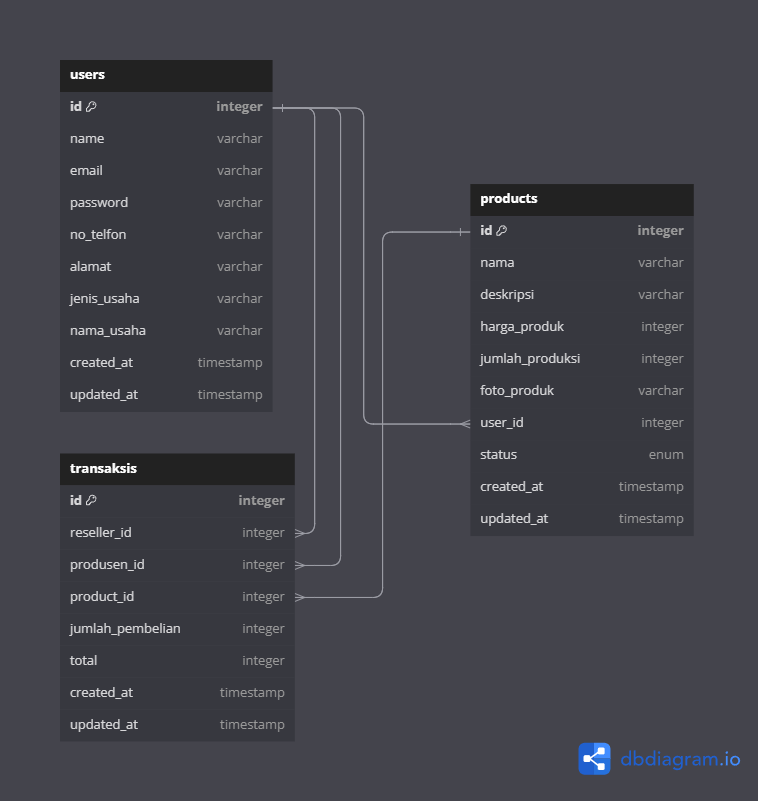 users
id integer
name varchar
email varchar
password varchar
no_telfon varchar
alamat varchar
jenis_usaha varchar
nama_usaha varchar
created_at timestamp
updated_at timestamp
products
id integer
nama varchar
deskripsi varchar
harga_produk integer
jumlah_produksi integer
foto_produk varchar
user_id integer
status enum
created_at timestamp
updated_at timestamp
transaksis
id integer
reseller_id integer
produsen_id integer
product_id integer
jumlah_pembelian integer
total integer
created_at timestamp
updated_at timestamp
dbdiagram.io